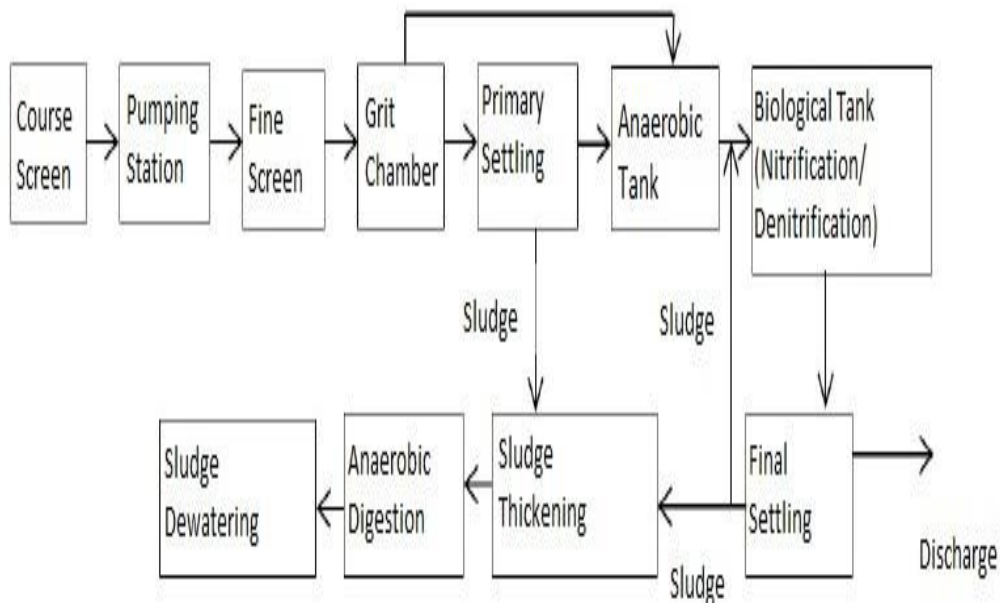 Course
Screen
Pumping
Station
Fine
Screen
Grit
Chamber
Primary
Settling
Anaerobic
Tank
Biological Tank
(Nitrification/
Denitrification)
Sludge
Sludge
Sludge
Dewatering
Anaerobic
Digestion
Sludge
Thickening
Final
Settling
Sludge
Discharge